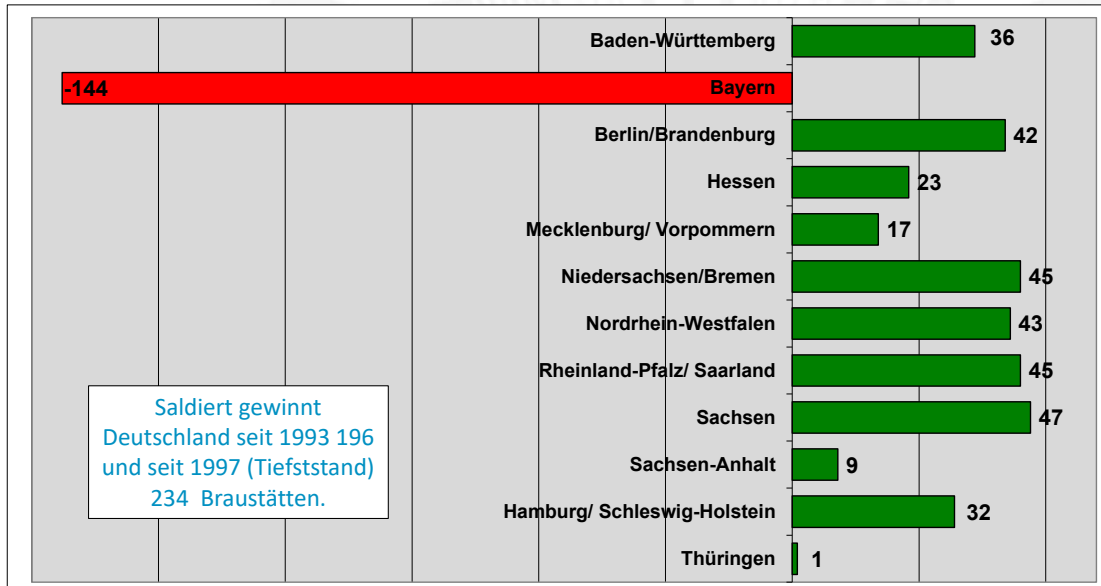 Baden-Württemberg 36
-144 Bayern
Berlin/Brandenburg 42
Hessen 23
Mecklenburg/ Vorpommern 17
Niedersachsen/Bremen 45
Nordrhein-Westfalen 43
Rheinland-Pfalz/ Saarland 45
Sachsen 47
Sachsen-Anhalt 9
Hamburg/ Schleswig-Holstein 32
Thüringen 1
Saldiert gewinnt
Deutschland seit 1993 196
und seit 1997 (Tiefststand)
234 Braustätten.